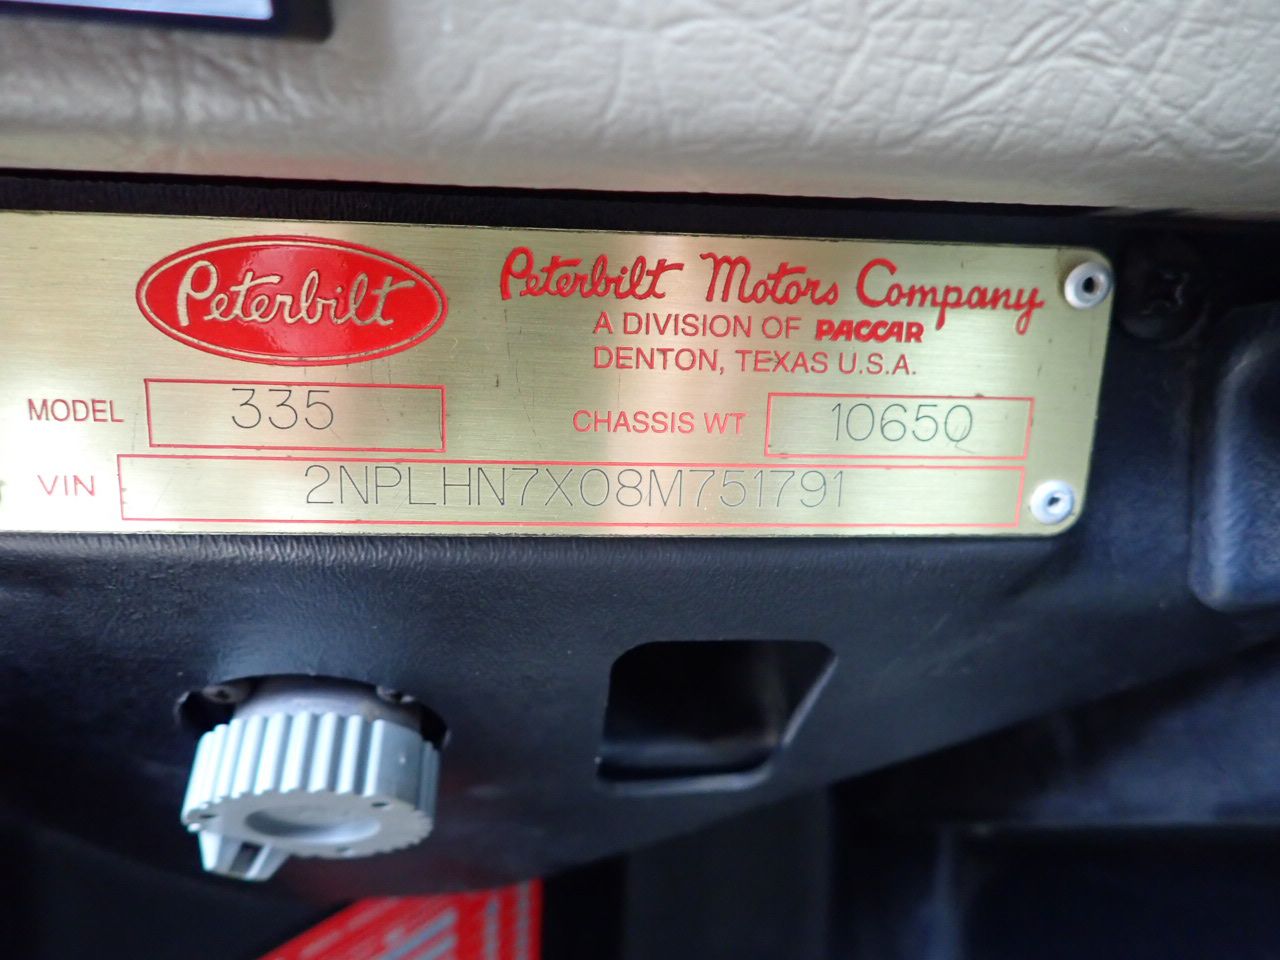 Peterbilt
Peterbilt Motors Company
A DIVISION OF PACCAR
DENTON, TEXAS U.S.A.
MODEL 335 CHASSIS WT 10650
VIN 2NPLHN7X08M751791